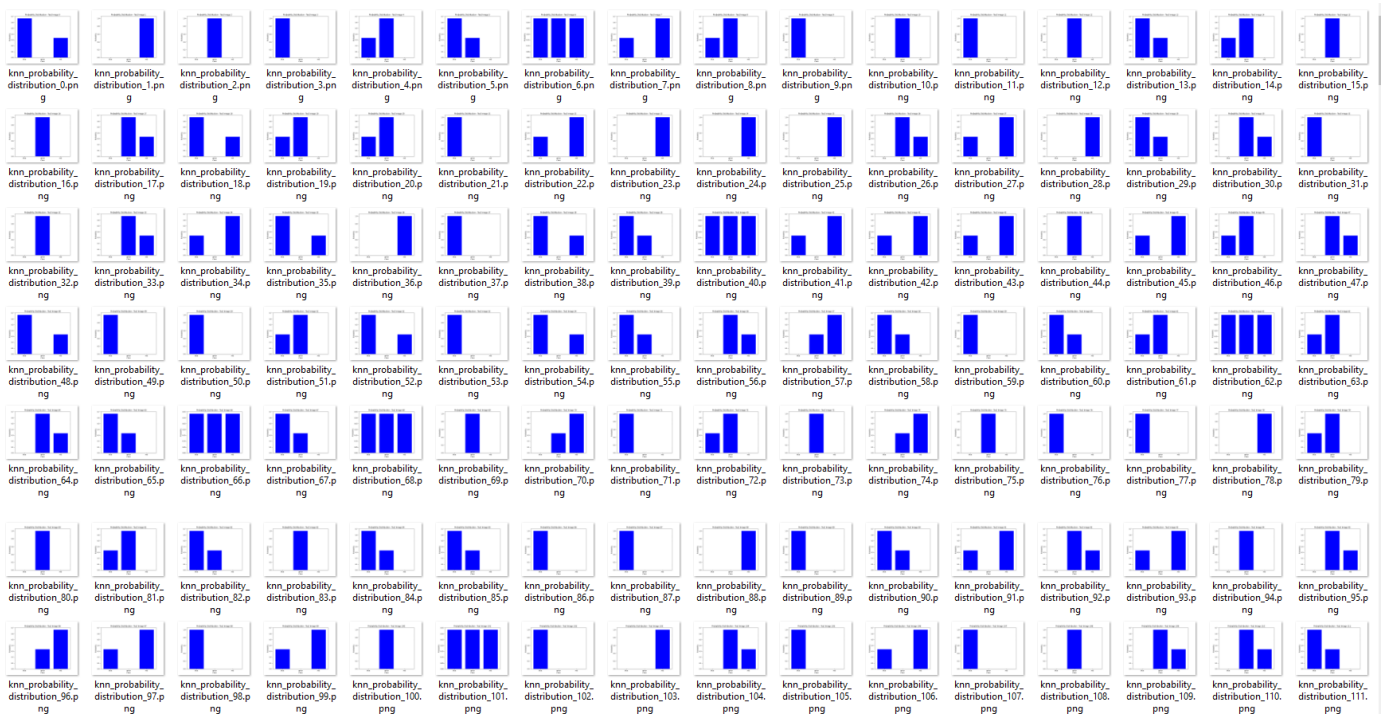 knn_probability_
distribution_0.pn
g
knn_probability_
distribution_1.pn
g
knn_probability_
distribution_2.pn
g
knn_probability_
distribution_3.pn
g
knn_probability_
distribution_4.pn
g
knn_probability_
distribution_5.pn
g
knn_probability_
distribution_6.pn
g
knn_probability_
distribution_7.pn
g
knn_probability_
distribution_8.pn
g
knn_probability_
distribution_9.pn
g
knn_probability_
distribution_10.p
ng
knn_probability_
distribution_11.p
ng
knn_probability_
distribution_12.p
ng
knn_probability_
distribution_13.p
ng
knn_probability_
distribution_14.p
ng
knn_probability_
distribution_15.p
ng
knn_probability_
distribution_16.p
ng
knn_probability_
distribution_17.p
ng
knn_probability_
distribution_18.p
ng
knn_probability_
distribution_19.p
ng
knn_probability_
distribution_20.p
ng
knn_probability_
distribution_21.p
ng
knn_probability_
distribution_22.p
ng
knn_probability_
distribution_23.p
ng
knn_probability_
distribution_24.p
ng
knn_probability_
distribution_25.p
ng
knn_probability_
distribution_26.p
ng
knn_probability_
distribution_27.p
ng
knn_probability_
distribution_28.p
ng
knn_probability_
distribution_29.p
ng
knn_probability_
distribution_30.p
ng
knn_probability_
distribution_31.p
ng
knn_probability_
distribution_32.p
ng
knn_probability_
distribution_33.p
ng
knn_probability_
distribution_34.p
ng
knn_probability_
distribution_35.p
ng
knn_probability_
distribution_36.p
ng
knn_probability_
distribution_37.p
ng
knn_probability_
distribution_38.p
ng
knn_probability_
distribution_39.p
ng
knn_probability_
distribution_40.p
ng
knn_probability_
distribution_41.p
ng
knn_probability_
distribution_42.p
ng
knn_probability_
distribution_43.p
ng
knn_probability_
distribution_44.p
ng
knn_probability_
distribution_45.p
ng
knn_probability_
distribution_46.p
ng
knn_probability_
distribution_47.p
ng
knn_probability_
distribution_48.p
ng
knn_probability_
distribution_49.p
ng
knn_probability_
distribution_50.p
ng
knn_probability_
distribution_51.p
ng
knn_probability_
distribution_52.p
ng
knn_probability_
distribution_53.p
ng
knn_probability_
distribution_54.p
ng
knn_probability_
distribution_55.p
ng
knn_probability_
distribution_56.p
ng
knn_probability_
distribution_57.p
ng
knn_probability_
distribution_58.p
ng
knn_probability_
distribution_59.p
ng
knn_probability_
distribution_60.p
ng
knn_probability_
distribution_61.p
ng
knn_probability_
distribution_62.p
ng
knn_probability_
distribution_63.p
ng
knn_probability_
distribution_64.p
ng
knn_probability_
distribution_65.p
ng
knn_probability_
distribution_66.p
ng
knn_probability_
distribution_67.p
ng
knn_probability_
distribution_68.p
ng
knn_probability_
distribution_69.p
ng
knn_probability_
distribution_70.p
ng
knn_probability_
distribution_71.p
ng
knn_probability_
distribution_72.p
ng
knn_probability_
distribution_73.p
ng
knn_probability_
distribution_74.p
ng
knn_probability_
distribution_75.p
ng
knn_probability_
distribution_76.p
ng
knn_probability_
distribution_77.p
ng
knn_probability_
distribution_78.p
ng
knn_probability_
distribution_79.p
ng
knn_probability_
distribution_80.p
ng
knn_probability_
distribution_81.p
ng
knn_probability_
distribution_82.p
ng
knn_probability_
distribution_83.p
ng
knn_probability_
distribution_84.p
ng
knn_probability_
distribution_85.p
ng
knn_probability_
distribution_86.p
ng
knn_probability_
distribution_87.p
ng
knn_probability_
distribution_88.p
ng
knn_probability_
distribution_89.p
ng
knn_probability_
distribution_90.p
ng
knn_probability_
distribution_91.p
ng
knn_probability_
distribution_92.p
ng
knn_probability_
distribution_93.p
ng
knn_probability_
distribution_94.p
ng
knn_probability_
distribution_95.p
ng
knn_probability_
distribution_96.p
ng
knn_probability_
distribution_97.p
ng
knn_probability_
distribution_98.p
ng
knn_probability_
distribution_99.p
ng
knn_probability_
distribution_100.
png
knn_probability_
distribution_101.
png
knn_probability_
distribution_102.
png
knn_probability_
distribution_103.
png
knn_probability_
distribution_104.
png
knn_probability_
distribution_105.
png
knn_probability_
distribution_106.
png
knn_probability_
distribution_107.
png
knn_probability_
distribution_108.
png
knn_probability_
distribution_109.
png
knn_probability_
distribution_110.
png
knn_probability_
distribution_111.
png